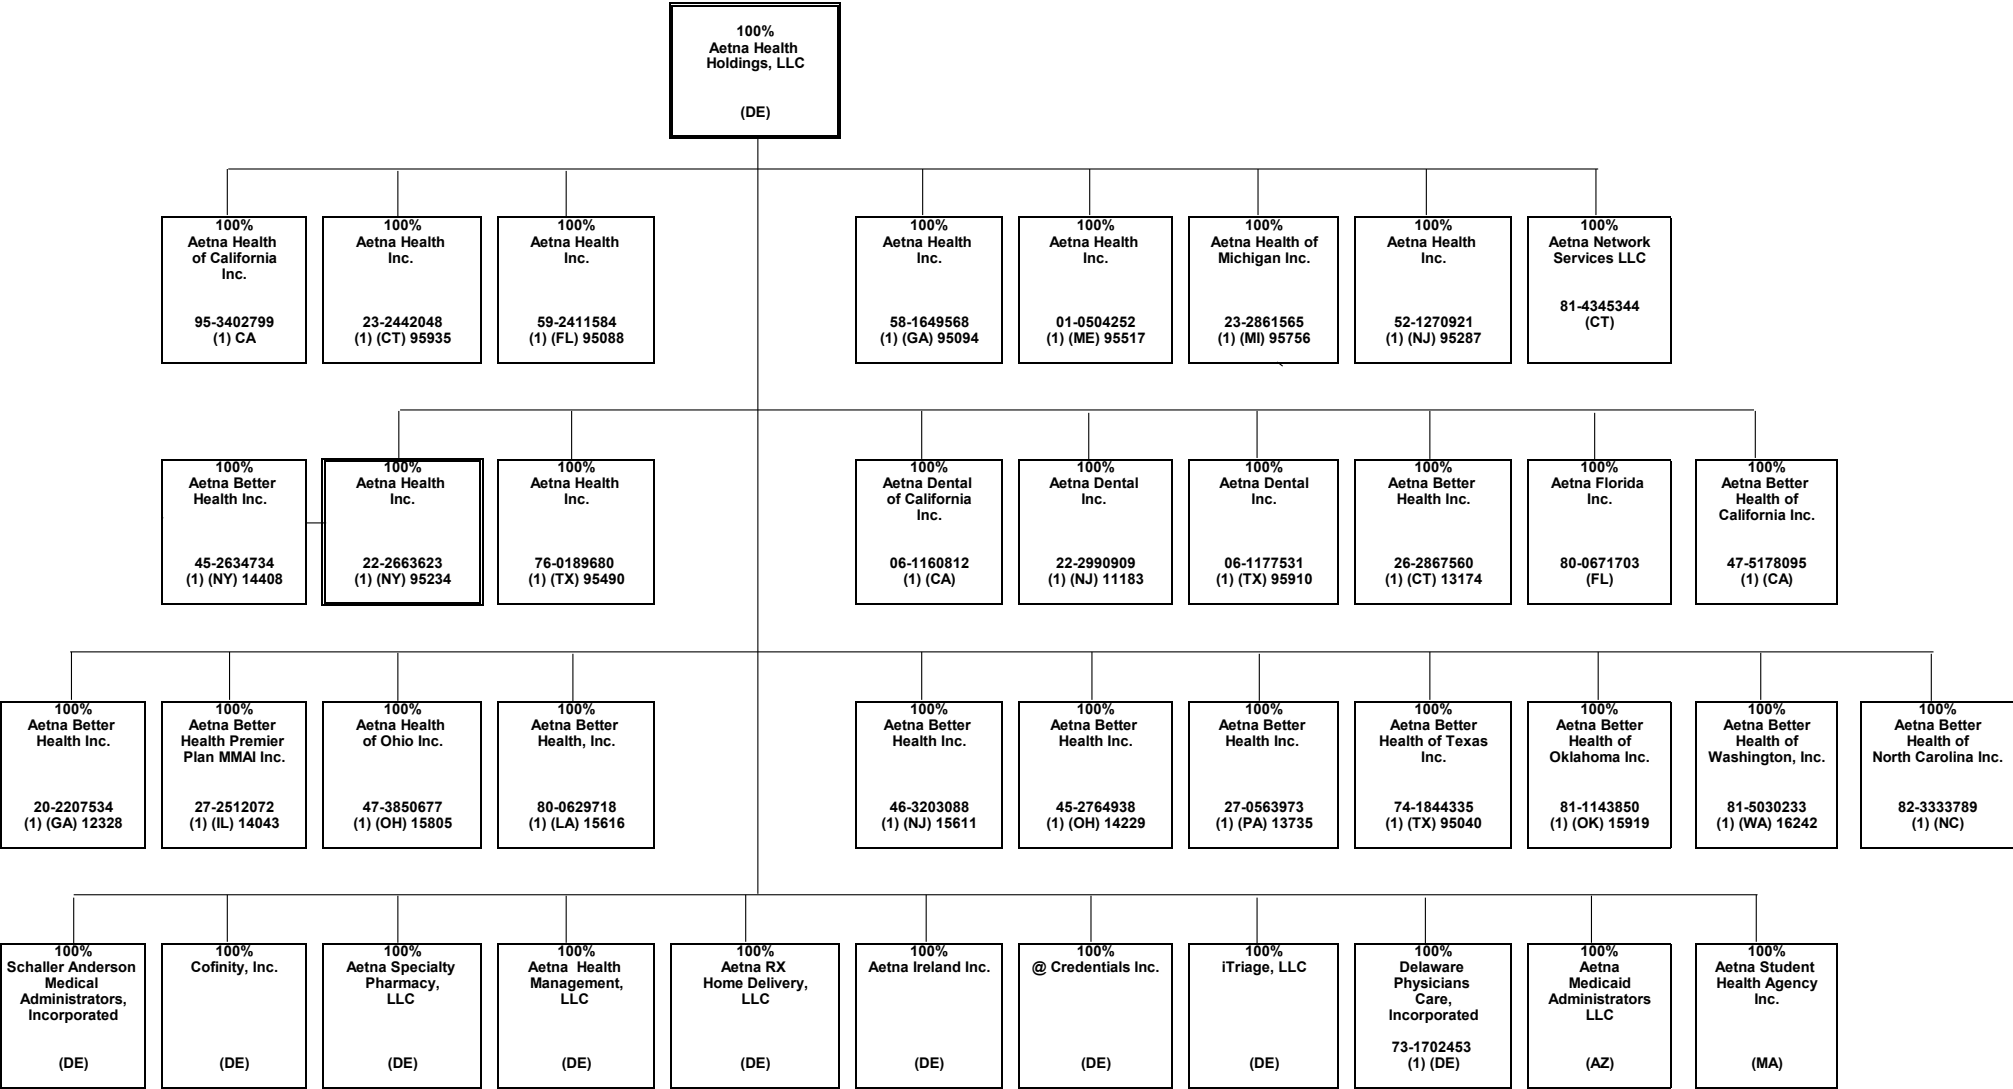 100%
Aetna Health
Holdings, LLC
(DE)
100%
Aetna Health
of California
Inc.
95-3402799
(1) CA
100%
Aetna Health
Inc.
23-2442048
(1) (CT) 95935
100%
Aetna Health
Inc.
59-2411584
(1) (FL) 95088
100%
Aetna Health
Inc.
58-1649568
(1) (GA) 95094
100%
Aetna Health
Inc.
01-0504252
(1) (ME) 95517
100%
Aetna Health of
Michigan Inc.
23-2861565
(1) (MI) 95756
100%
Aetna Health
Inc.
52-1270921
(1) (NJ) 95287
100%
Aetna Network
Services LLC
81-4345344
(CT)
100%
Aetna Better
Health Inc.
45-2634734
(1) (NY) 14408
100%
Aetna Health
Inc.
22-2663623
(1) (NY) 95234
100%
Aetna Health
Inc.
76-0189680
(1) (TX) 95490
100%
Aetna Dental
of California
Inc.
06-1160812
(1) (CA)
100%
Aetna Dental
Inc.
22-2990909
(1) (NJ) 11183
100%
Aetna Dental
Inc.
06-1177531
(1) (TX) 95910
100%
Aetna Better
Health Inc.
26-2867560
(1) (CT) 13174
100%
Aetna Florida
Inc.
80-0671703
(FL)
100%
Aetna Better
Health of
California Inc.
47-5178095
(1) (CA)
100%
Aetna Better
Health Inc.
20-2207534
(1) (GA) 12328
100%
Aetna Better
Health Premier
Plan MMAI Inc.
27-2512072
(1) (IL) 14043
100%
Aetna Health
of Ohio Inc.
47-3850677
(1) (OH) 15805
100%
Aetna Better
Health, Inc.
80-0629718
(1) (LA) 15616
100%
Aetna Better
Health Inc.
46-3203088
(1) (NJ) 15611
100%
Aetna Better
Health Inc.
45-2764938
(1) (OH) 14229
100%
Aetna Better
Health Inc.
27-0563973
(1) (PA) 13735
100%
Aetna Better
Health of Texas
Inc.
74-1844335
(1) (TX) 95040
100%
Aetna Better
Health of
Oklahoma Inc.
81-1143850
(1) (OK) 15919
100%
Aetna Better
Health of
Washington, Inc.
81-5030233
(1) (WA) 16242
100%
Aetna Better
Health of
North Carolina Inc.
82-3333789
(1) (NC)
100%
Schaller Anderson
Medical
Administrators,
Incorporated
(DE)
100%
Cofinity, Inc.
(DE)
100%
Aetna Specialty
Pharmacy,
LLC
(DE)
100%
Aetna Health
Management,
LLC
(DE)
100%
Aetna RX
Home Delivery,
LLC
(DE)
100%
Aetna Ireland Inc.
(DE)
100%
@ Credentials Inc.
(DE)
100%
iTriage, LLC
(DE)
100%
Delaware
Physicians
Care,
Incorporated
73-1702453
(1) (DE)
100%
Aetna
Medicaid
Administrators
LLC
(AZ)
100%
Aetna Student
Health Agency
Inc.
(MA)